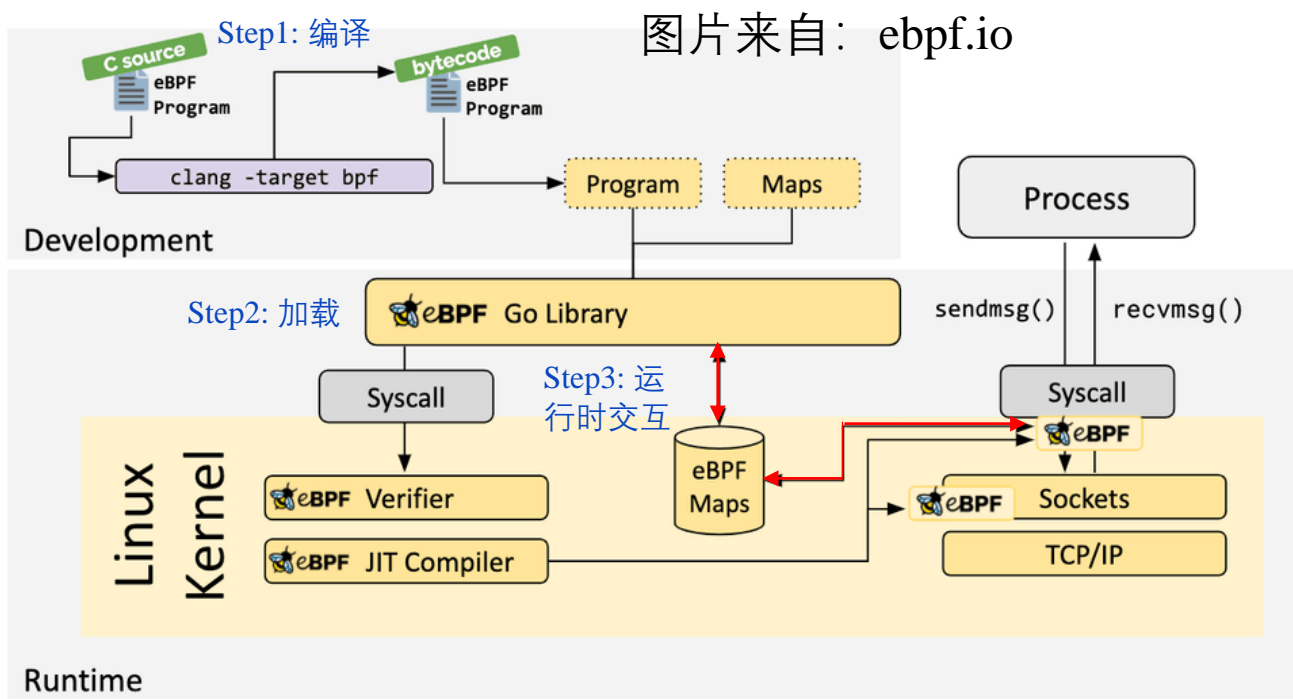 Step1: 编译
图片来自: ebpf.io
C source
eBPF
Program
bytecode
eBPF
Program
clang -target bpf
Program
Maps
Development
Process
Step2: 加载
eBPF Go Library
sendmsg()
recvmsg()
Syscall
Step3: 运
行时交互
Syscall
eBPF
Linux
Kernel
eBPF Verifier
eBPF
Maps
eBPF
Sockets
eBPF JIT Compiler
TCP/IP
Runtime